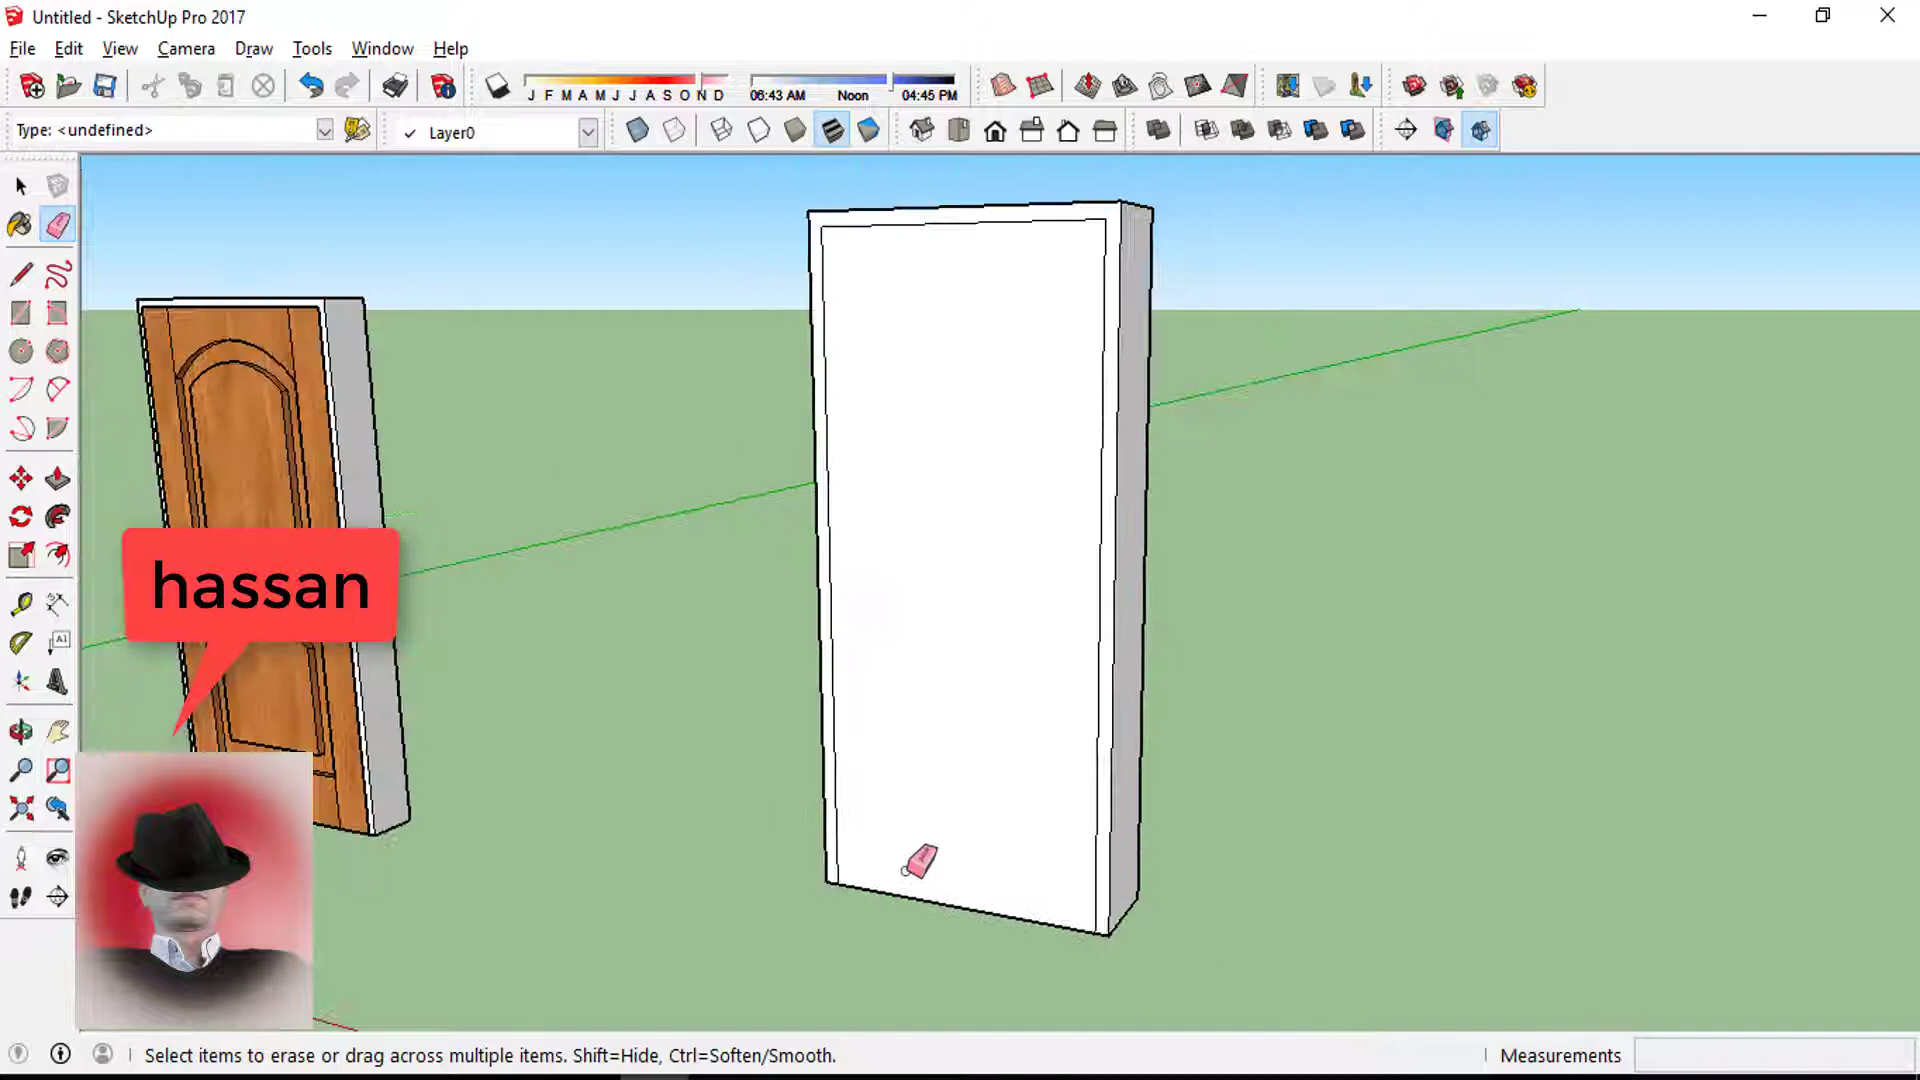 Untitled - SketchUp Pro 2017
File Edit View Camera Draw Tools Window Help
J F M A M J J A S O N D
06:43 AM Noon 04:45 PM
Type: <undefined>
Layer0
hassan
A1
Select items to erase or drag across multiple items. Shift=Hide, Ctrl=Soften/Smooth.
Measurements